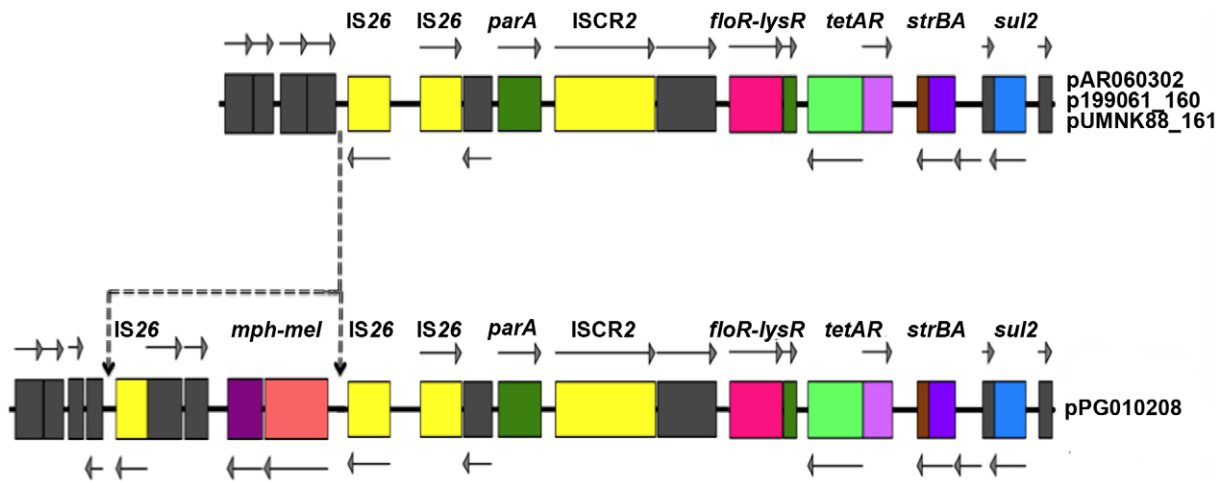 IS26 IS26 parA ISCR2 floR-lysR tetAR strBA sul2
pAR060302
p199061_160
pUMNK88_161
IS26 mph-mel IS26 IS26 parA ISCR2 floR-lysR tetAR strBA sul2
pPG010208